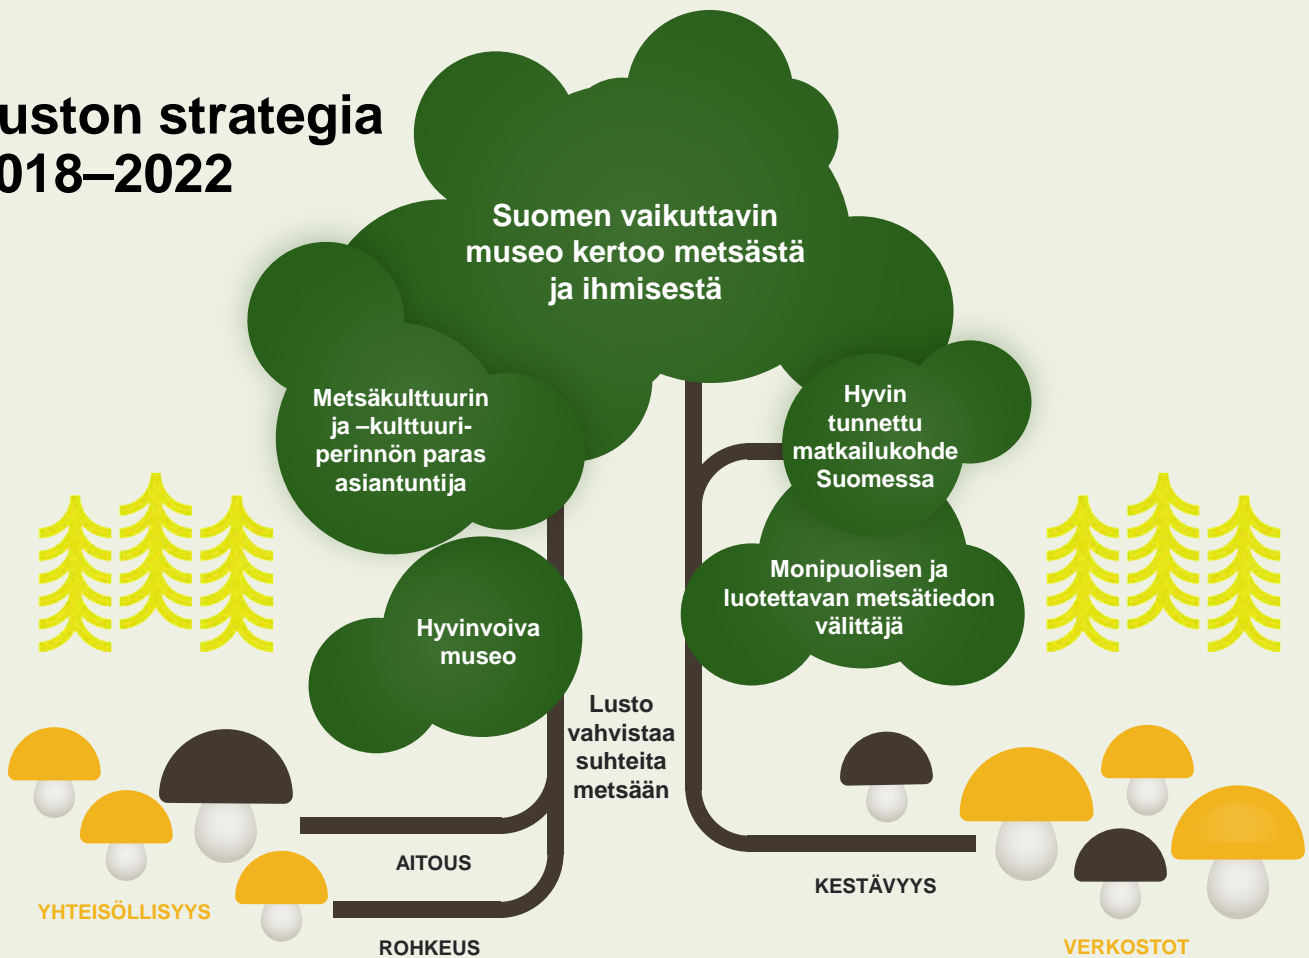 uston strategia
018–2022
Suomen vaikuttavin
museo kertoo metsästä
ja ihmisestä
Metsäkulttuurin
ja –kulttuuri-
perinnön paras
asiantuntija
Hyvin
tunnettu
matkailukohde
Suomessa
Monipuolisen ja
luotettavan metsätiedon
välittäjä
Hyvinvoiva
museo
Lusto
vahvistaa
suhteita
metsään
AITOUS
KESTÄVYYS
YHTEISÖLLISYYS
ROHKEUS
VERKOSTOT